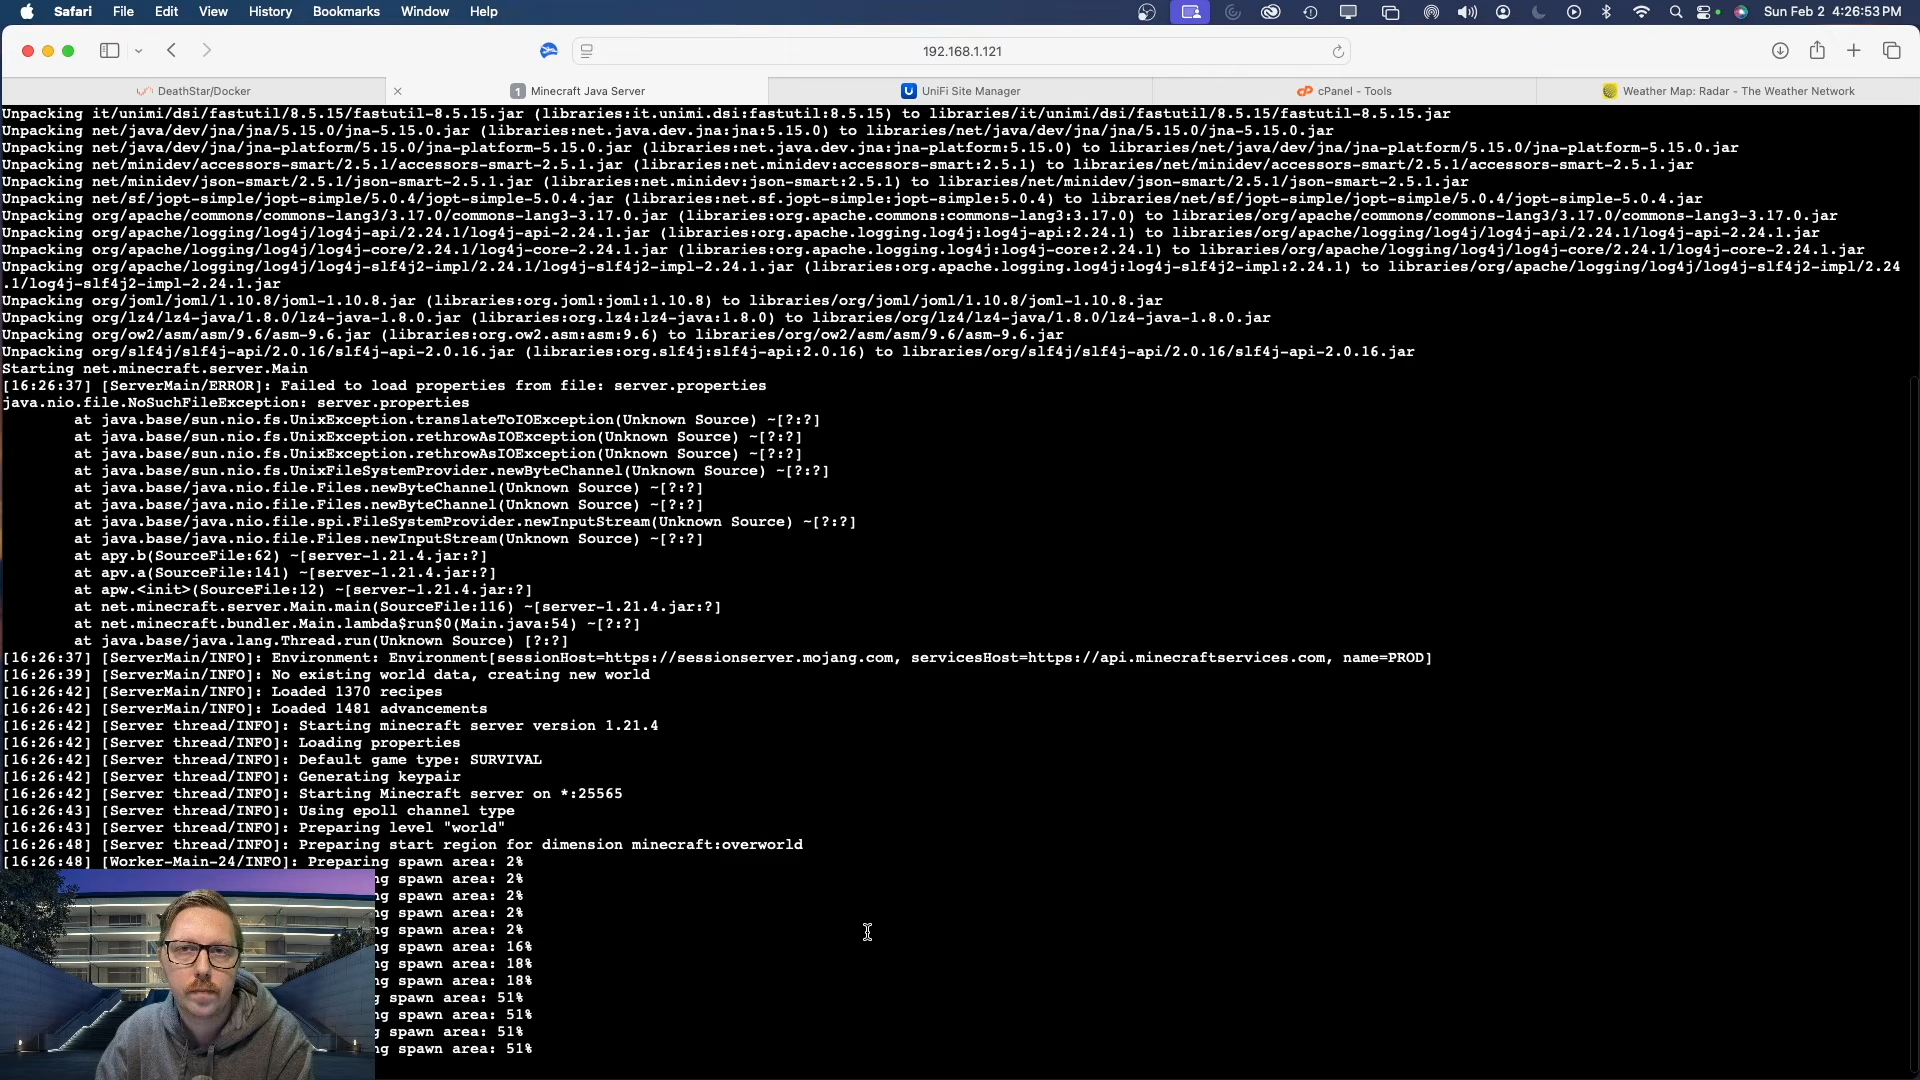 Safari File Edit View History Bookmarks Window Help Sun Feb 2 4:26:53 PM
192.168.1.121
DeathStar/Docker 1 Minecraft Java Server UniFi Site Manager cPanel - Tools Weather Map: Radar - The Weather Network
Unpacking it/unimi/dsi/fastutil/8.5.15/fastutil-8.5.15.jar (libraries:it.unimi.dsi:fastutil:8.5.15) to libraries/it/unimi/dsi/fastutil/8.5.15/fastutil-8.5.15.jar
Unpacking net/java/dev/jna/jna/5.15.0/jna-5.15.0.jar (libraries:net.java.dev.jna:jna:5.15.0) to libraries/net/java/dev/jna/jna/5.15.0/jna-5.15.0.jar
Unpacking net/java/dev/jna/jna-platform/5.15.0/jna-platform-5.15.0.jar (libraries:net.java.dev.jna:jna-platform:5.15.0) to libraries/net/java/dev/jna/jna-platform/5.15.0/jna-platform-5.15.0.jar
Unpacking net/minidev/accessors-smart/2.5.1/accessors-smart-2.5.1.jar (libraries:net.minidev:accessors-smart:2.5.1) to libraries/net/minidev/accessors-smart/2.5.1/accessors-smart-2.5.1.jar
Unpacking net/minidev/json-smart/2.5.1/json-smart-2.5.1.jar (libraries:net.minidev:json-smart:2.5.1) to libraries/net/minidev/json-smart/2.5.1/json-smart-2.5.1.jar
Unpacking net/sf/jopt-simple/jopt-simple/5.0.4/jopt-simple-5.0.4.jar (libraries:net.sf.jopt-simple:jopt-simple:5.0.4) to libraries/net/sf/jopt-simple/jopt-simple/5.0.4/jopt-simple-5.0.4.jar
Unpacking org/apache/commons/commons-lang3/3.17.0/commons-lang3-3.17.0.jar (libraries:org.apache.commons:commons-lang3:3.17.0) to libraries/org/apache/commons/commons-lang3/3.17.0/commons-lang3-3.17.0.jar
Unpacking org/apache/logging/log4j/log4j-api/2.24.1/log4j-api-2.24.1.jar (libraries:org.apache.logging.log4j:log4j-api:2.24.1) to libraries/org/apache/logging/log4j/log4j-api/2.24.1/log4j-api-2.24.1.jar
Unpacking org/apache/logging/log4j/log4j-core/2.24.1/log4j-core-2.24.1.jar (libraries:org.apache.logging.log4j:log4j-core:2.24.1) to libraries/org/apache/logging/log4j/log4j-core/2.24.1/log4j-core-2.24.1.jar
Unpacking org/apache/logging/log4j/log4j-slf4j2-impl/2.24.1/log4j-slf4j2-impl-2.24.1.jar (libraries:org.apache.logging.log4j:log4j-slf4j2-impl:2.24.1) to libraries/org/apache/logging/log4j/log4j-slf4j2-impl/2.24
.1/log4j-slf4j2-impl-2.24.1.jar
Unpacking org/joml/joml/1.10.8/joml-1.10.8.jar (libraries:org.joml:joml:1.10.8) to libraries/org/joml/joml/1.10.8/joml-1.10.8.jar
Unpacking org/lz4/lz4-java/1.8.0/lz4-java-1.8.0.jar (libraries:org.lz4:lz4-java:1.8.0) to libraries/org/lz4/lz4-java/1.8.0/lz4-java-1.8.0.jar
Unpacking org/ow2/asm/asm/9.6/asm-9.6.jar (libraries:org.ow2.asm:asm:9.6) to libraries/org/ow2/asm/asm/9.6/asm-9.6.jar
Unpacking org/slf4j/slf4j-api/2.0.16/slf4j-api-2.0.16.jar (libraries:org.slf4j:slf4j-api:2.0.16) to libraries/org/slf4j/slf4j-api/2.0.16/slf4j-api-2.0.16.jar
Starting net.minecraft.server.Main
[16:26:37] [ServerMain/ERROR]: Failed to load properties from file: server.properties
java.nio.file.NoSuchFileException: server.properties
at java.base/sun.nio.fs.UnixException.translateToIOException(Unknown Source) ~[?:?]
at java.base/sun.nio.fs.UnixException.rethrowAsIOException(Unknown Source) ~[?:?]
at java.base/sun.nio.fs.UnixException.rethrowAsIOException(Unknown Source) ~[?:?]
at java.base/sun.nio.fs.UnixFileSystemProvider.newByteChannel(Unknown Source) ~[?:?]
at java.base/java.nio.file.Files.newByteChannel(Unknown Source) ~[?:?]
at java.base/java.nio.file.Files.newByteChannel(Unknown Source) ~[?:?]
at java.base/java.nio.file.spi.FileSystemProvider.newInputStream(Unknown Source) ~[?:?]
at java.base/java.nio.file.Files.newInputStream(Unknown Source) ~[?:?]
at apy.b(SourceFile:62) ~[server-1.21.4.jar:?]
at apv.a(SourceFile:141) ~[server-1.21.4.jar:?]
at apw.<init>(SourceFile:12) ~[server-1.21.4.jar:?]
at net.minecraft.server.Main.main(SourceFile:116) ~[server-1.21.4.jar:?]
at net.minecraft.bundler.Main.lambda$run$0(Main.java:54) ~[?:?]
at java.base/java.lang.Thread.run(Unknown Source) [?:?]
[16:26:37] [ServerMain/INFO]: Environment: Environment[sessionHost=https://sessionserver.mojang.com, servicesHost=https://api.minecraftservices.com, name=PROD]
[16:26:39] [ServerMain/INFO]: No existing world data, creating new world
[16:26:42] [ServerMain/INFO]: Loaded 1370 recipes
[16:26:42] [ServerMain/INFO]: Loaded 1481 advancements
[16:26:42] [Server thread/INFO]: Starting minecraft server version 1.21.4
[16:26:42] [Server thread/INFO]: Loading properties
[16:26:42] [Server thread/INFO]: Default game type: SURVIVAL
[16:26:42] [Server thread/INFO]: Generating keypair
[16:26:42] [Server thread/INFO]: Starting Minecraft server on *:25565
[16:26:43] [Server thread/INFO]: Using epoll channel type
[16:26:43] [Server thread/INFO]: Preparing level "world"
[16:26:48] [Server thread/INFO]: Preparing start region for dimension minecraft:overworld
[16:26:48] [Worker-Main-24/INFO]: Preparing spawn area: 2%
ng spawn area: 2%
ng spawn area: 2%
ng spawn area: 2%
ng spawn area: 2%
ng spawn area: 16%
ng spawn area: 18%
ng spawn area: 18%
g spawn area: 51%
ng spawn area: 51%
g spawn area: 51%
ng spawn area: 51%